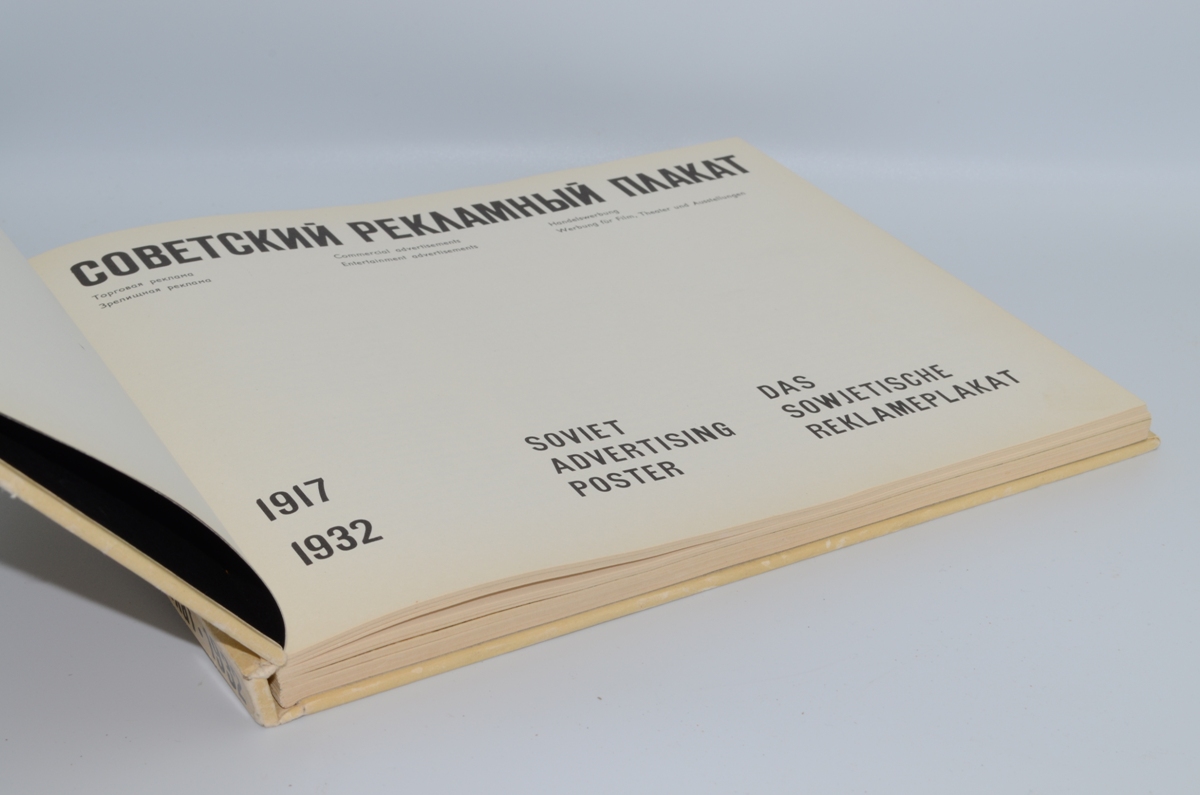 СОВЕТСКИЙ РЕКЛАМНЫЙ ПЛАКАТ
Торговая реклама
Зрелищная реклама
Commercial advertisements
Entertainment advertisements
Handelswerbung
Werbung für Film, Theater und Ausstellungen
1917
1932
SOVIET
ADVERTISING
POSTER
DAS
SOWJETISCHE
REKLAMEPLAKAT